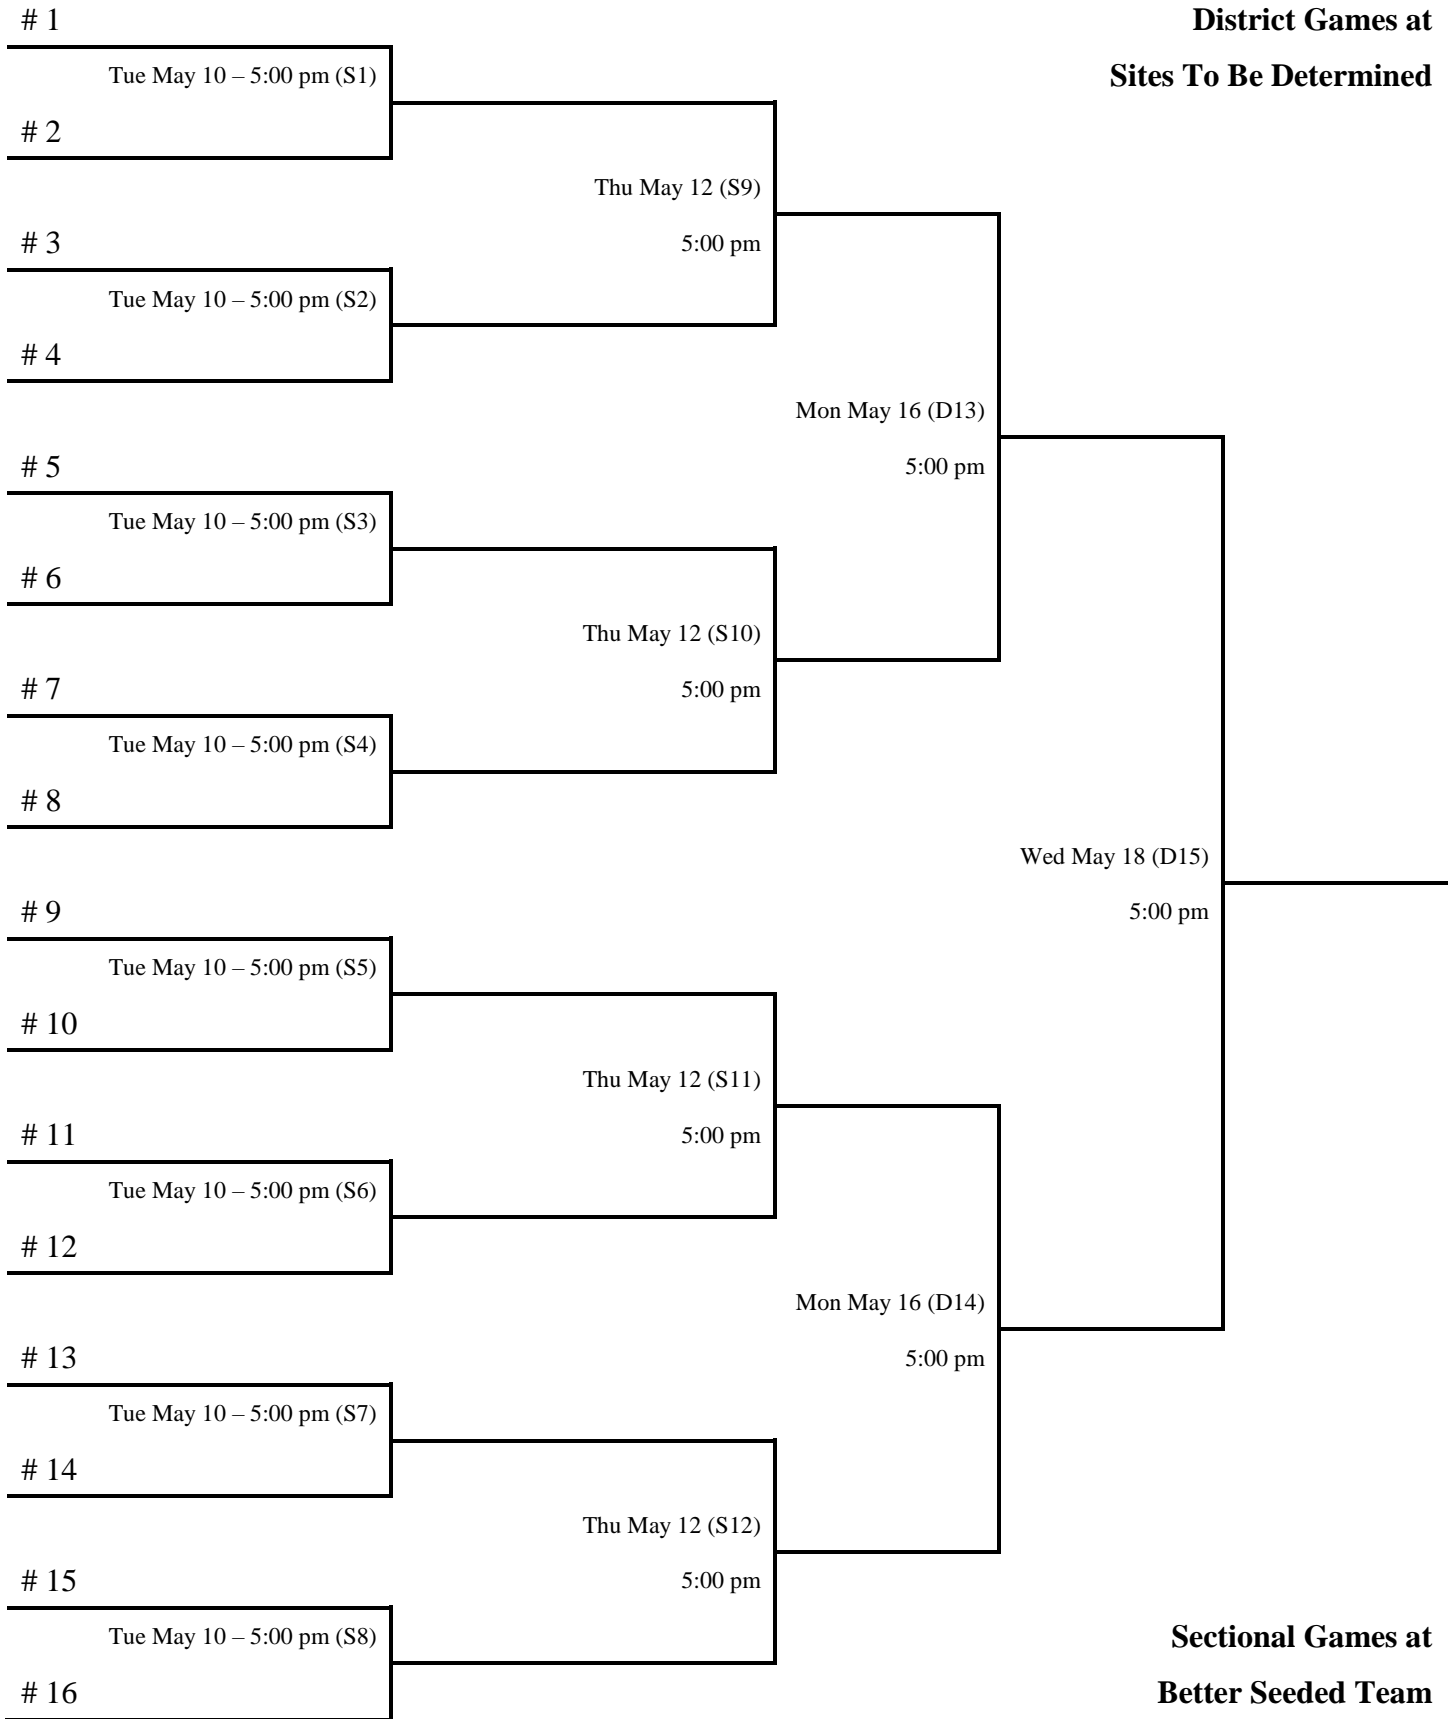 # 1
District Games at
Tue May 10 – 5:00 pm (S1)
Sites To Be Determined
# 2
Thu May 12 (S9)
# 3
5:00 pm
Tue May 10 – 5:00 pm (S2)
# 4
Mon May 16 (D13)
# 5
5:00 pm
Tue May 10 – 5:00 pm (S3)
# 6
Thu May 12 (S10)
# 7
5:00 pm
Tue May 10 – 5:00 pm (S4)
# 8
Wed May 18 (D15)
# 9
5:00 pm
Tue May 10 – 5:00 pm (S5)
# 10
Thu May 12 (S11)
# 11
5:00 pm
Tue May 10 – 5:00 pm (S6)
# 12
Mon May 16 (D14)
# 13
5:00 pm
Tue May 10 – 5:00 pm (S7)
# 14
Thu May 12 (S12)
# 15
5:00 pm
Tue May 10 – 5:00 pm (S8)
Sectional Games at
# 16
Better Seeded Team